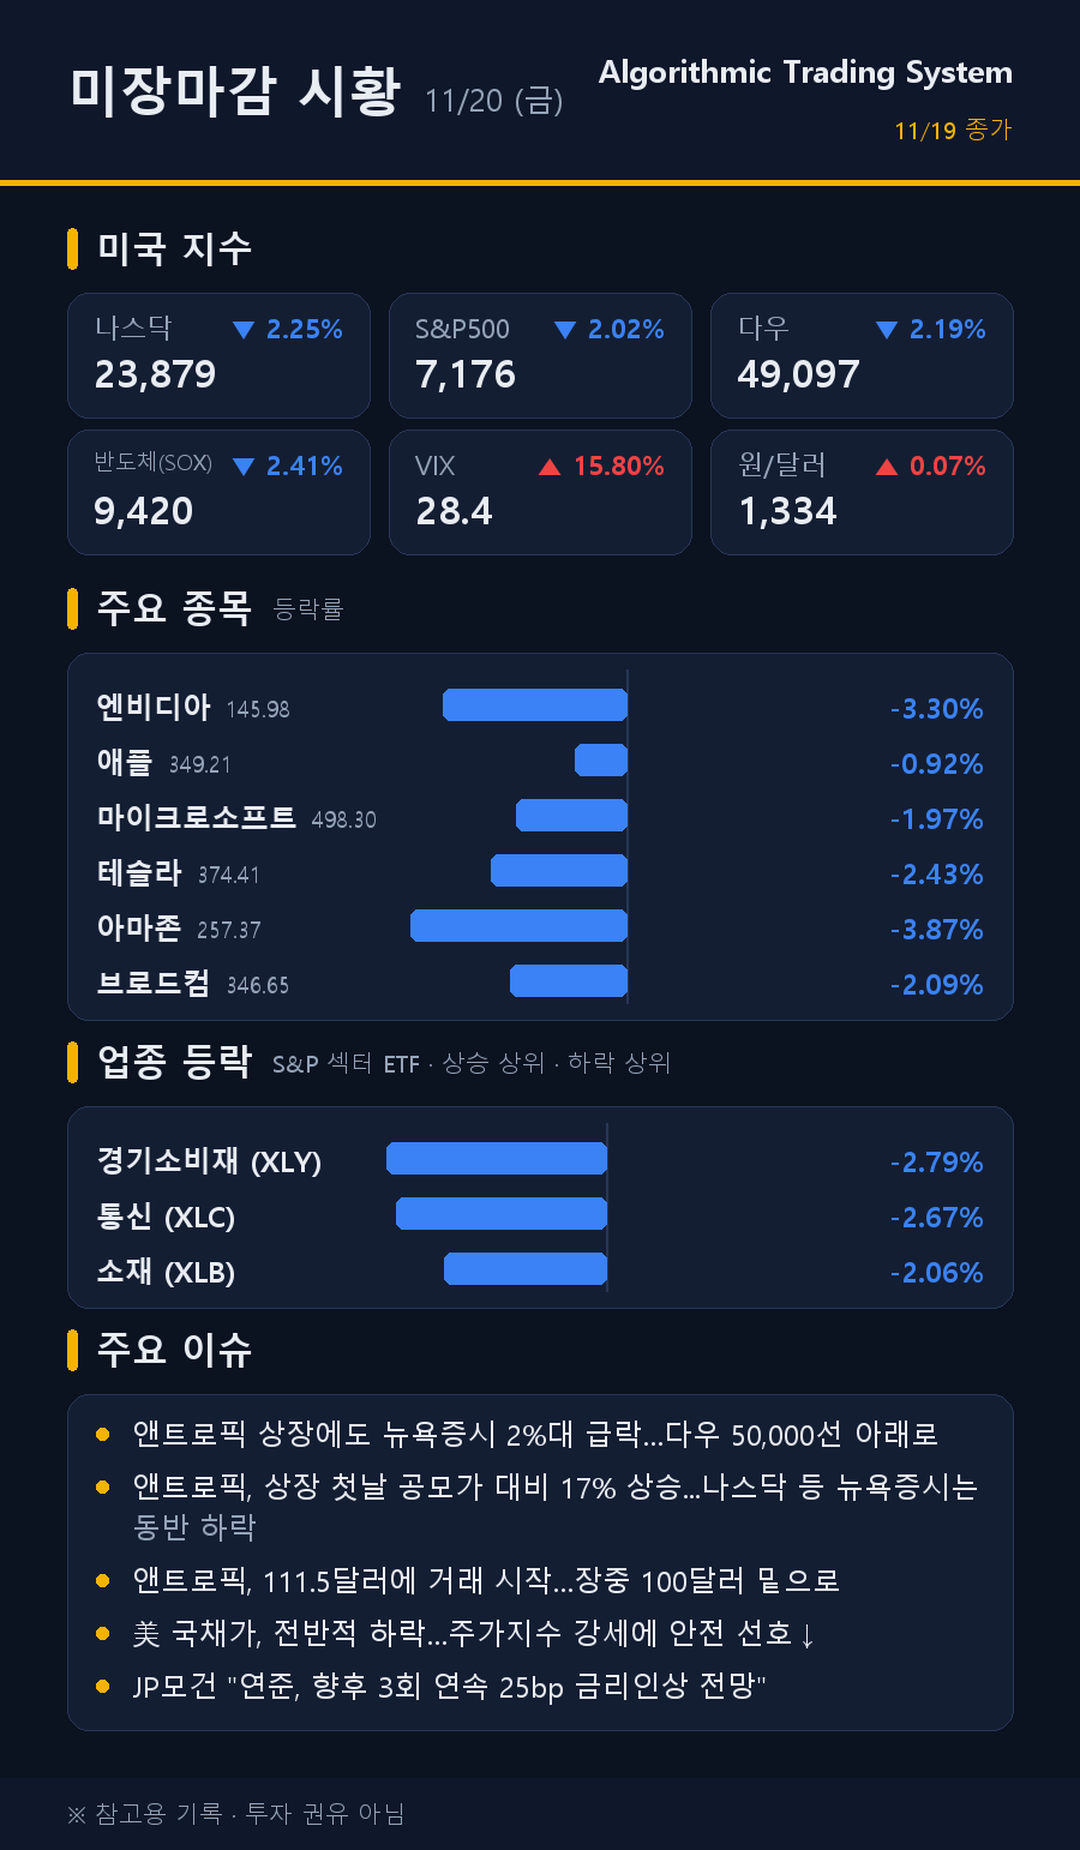 미장마감 시황 11/20 (금)
Algorithmic Trading System
11/19 종가
미국 지수
나스닥 ▼ 2.25%
23,879
S&P500 ▼ 2.02%
7,176
다우 ▼ 2.19%
49,097
반도체(SOX) ▼ 2.41%
9,420
VIX ▲ 15.80%
28.4
원/달러 ▲ 0.07%
1,334
주요 종목 등락률
엔비디아 145.98 -3.30%
애플 349.21 -0.92%
마이크로소프트 498.30 -1.97%
테슬라 374.41 -2.43%
아마존 257.37 -3.87%
브로드컴 346.65 -2.09%
업종 등락 S&P 섹터 ETF · 상승 상위 · 하락 상위
경기소비재 (XLY) -2.79%
통신 (XLC) -2.67%
소재 (XLB) -2.06%
주요 이슈
앤트로픽 상장에도 뉴욕증시 2%대 급락…다우 50,000선 아래로
앤트로픽, 상장 첫날 공모가 대비 17% 상승…나스닥 등 뉴욕증시는
동반 하락
앤트로픽, 111.5달러에 거래 시작…장중 100달러 밑으로
美 국채가, 전반적 하락…주가지수 강세에 안전 선호↓
JP모건 "연준, 향후 3회 연속 25bp 금리인상 전망"
※ 참고용 기록 · 투자 권유 아님